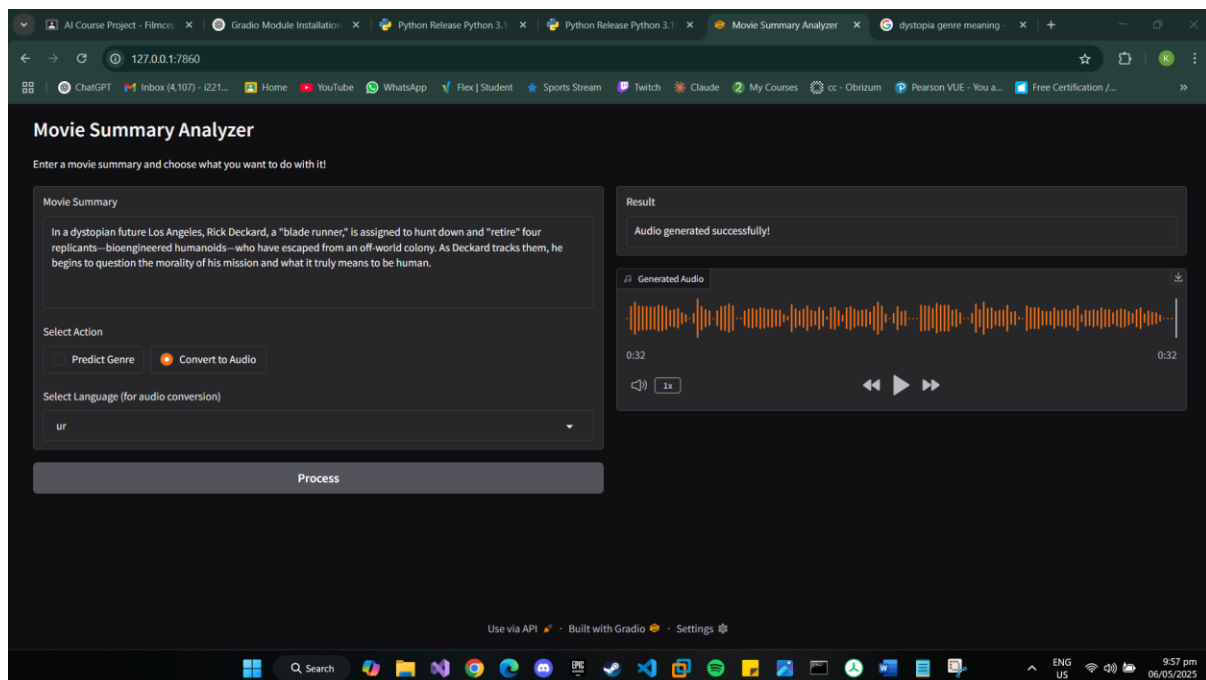 AI Course Project - Filmcep
Gradio Module Installation
Python Release Python 3.1
Python Release Python 3.1
Movie Summary Analyzer
dystopia genre meaning -
127.0.0.1:7860
K
ChatGPT
Inbox (4,107) - i221...
Home
YouTube
WhatsApp
Flex | Student
Sports Stream
Twitch
Claude
My Courses
cc - Obrizum
Pearson VUE - You a...
Free Certification /...
Movie Summary Analyzer
Enter a movie summary and choose what you want to do with it!
Movie Summary
In a dystopian future Los Angeles, Rick Deckard, a "blade runner," is assigned to hunt down and "retire" four
replicants—bioengineered humanoids—who have escaped from an off-world colony. As Deckard tracks them, he
begins to question the morality of his mission and what it truly means to be human.
Select Action
Predict Genre
Convert to Audio
Select Language (for audio conversion)
ur
Process
Result
Audio generated successfully!
Generated Audio
0:32
0:32
1x
Use via API · Built with Gradio · Settings
Search
EPIC
ENG
US
9:57 pm
06/05/2025